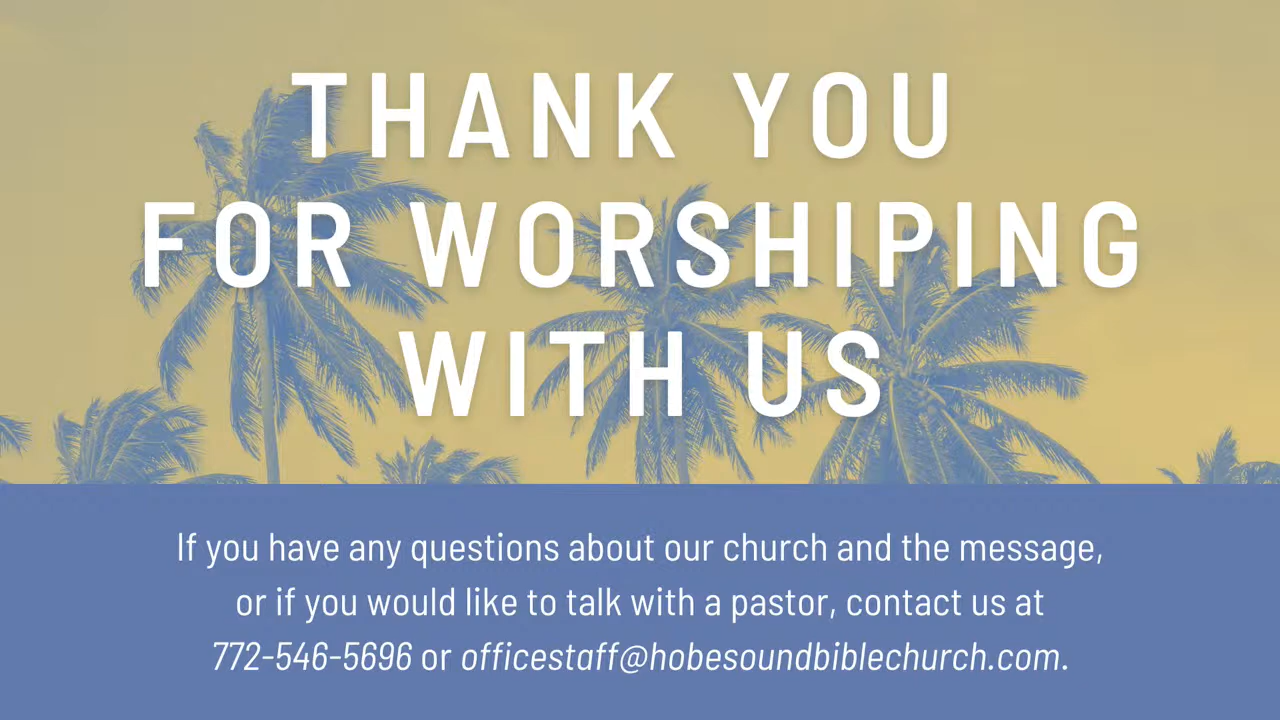 THANK YOU
FOR WORSHIPING
WITH US
If you have any questions about our church and the message,
or if you would like to talk with a pastor, contact us at
772-546-5696 or officestaff@hobesoundbiblechurch.com.